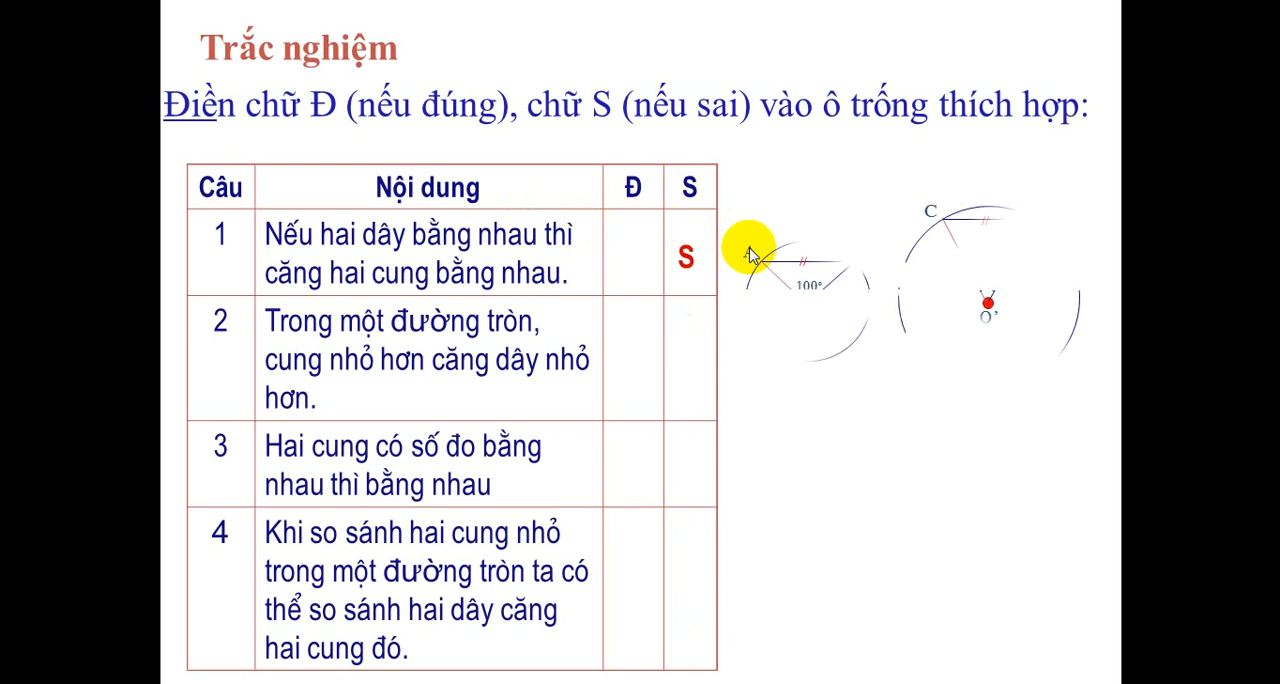 Trắc nghiệm
Điền chữ Đ (nếu đúng), chữ S (nếu sai) vào ô trống thích hợp:
Câu Nội dung Đ S
1 Nếu hai dây bằng nhau thì
căng hai cung bằng nhau.
S
2 Trong một đường tròn,
cung nhỏ hơn căng dây nhỏ
hơn.
3 Hai cung có số đo bằng
nhau thì bằng nhau
4 Khi so sánh hai cung nhỏ
trong một đường tròn ta có
thể so sánh hai dây căng
hai cung đó.
A
100°
C
O’